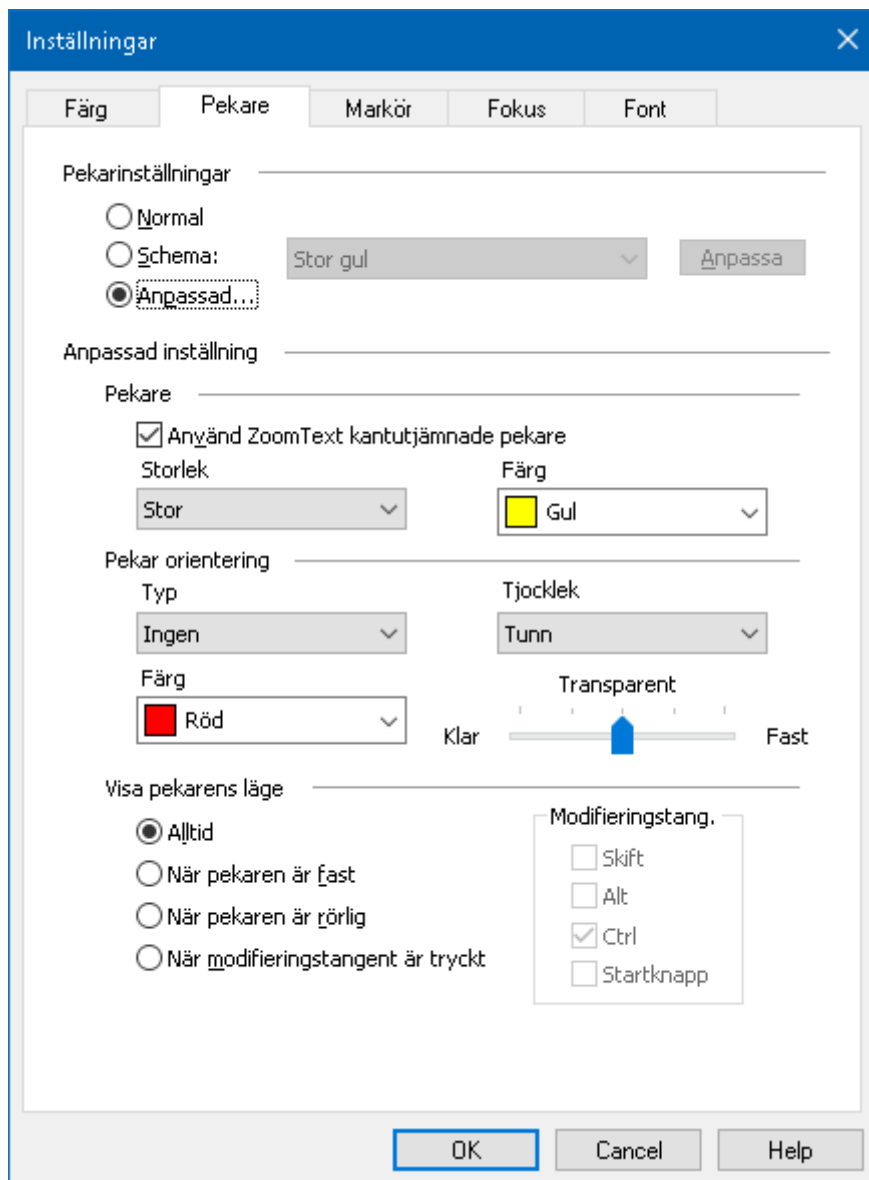 Inställningar
Färg Pekare Markör Fokus Font
Pekarinställningar
Normal
Schema: Stor gul Anpassa
Anpassad...
Anpassad inställning
Pekare
Använd ZoomText kantutjämnade pekare
Storlek Färg
Stor Gul
Pekar orientering
Typ Tjocklek
Ingen Tunn
Färg Transparent
Röd Klar Fast
Visa pekarens läge
Modifieringstang.
Alltid
Skift
När pekaren är fast
Alt
När pekaren är rörlig
Ctrl
När modifieringstangent är tryckt
Startknapp
OK Cancel Help